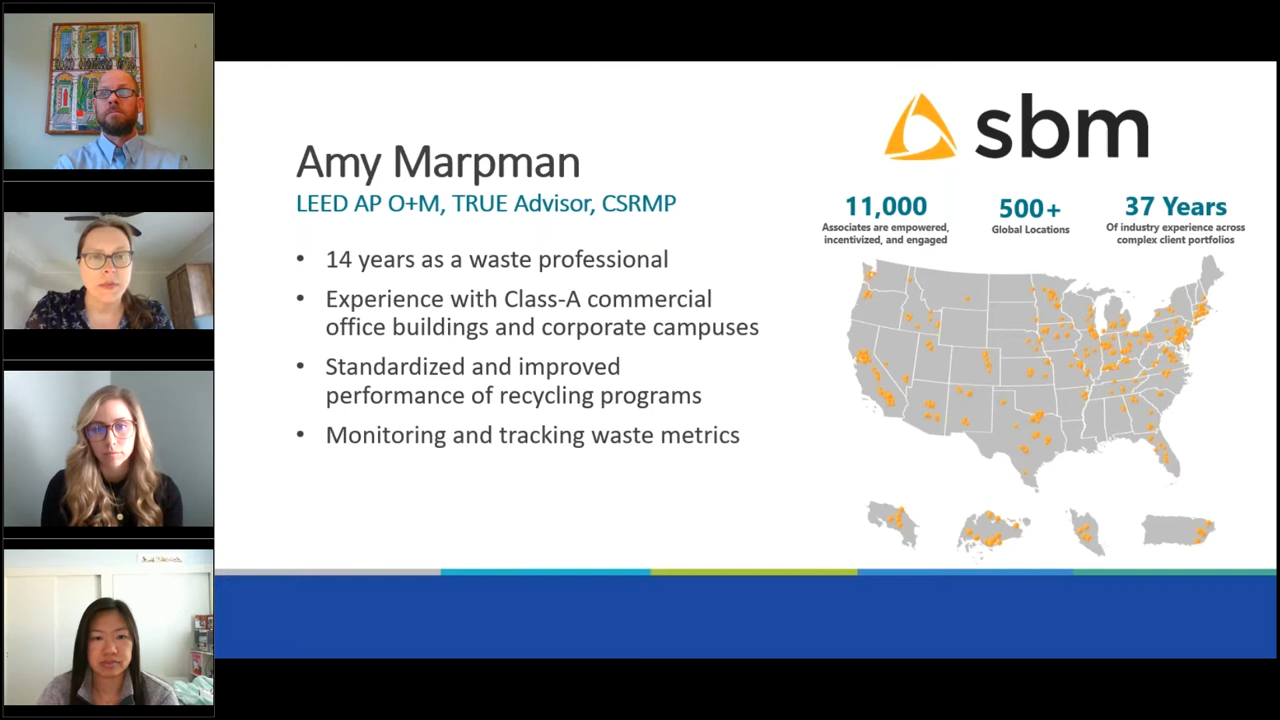 sbm
Amy Marpman
LEED AP O+M, TRUE Advisor, CSRMP
• 14 years as a waste professional
• Experience with Class-A commercial
office buildings and corporate campuses
• Standardized and improved
performance of recycling programs
• Monitoring and tracking waste metrics
11,000
Associates are empowered,
incentivized, and engaged
500+
Global Locations
37 Years
Of industry experience across
complex client portfolios